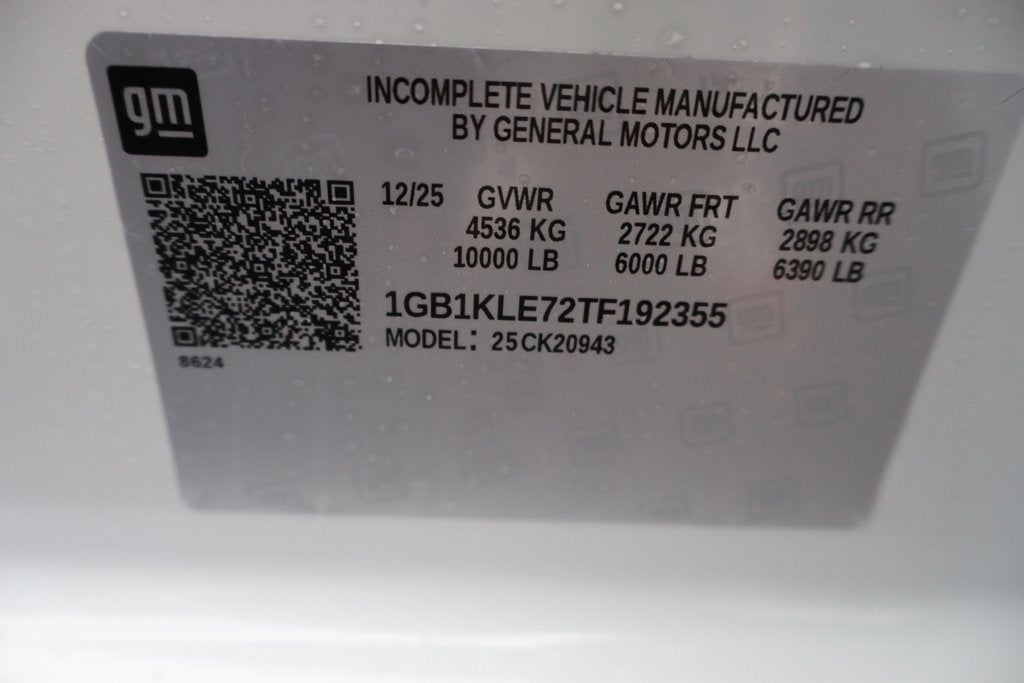 gm
INCOMPLETE VEHICLE MANUFACTURED
BY GENERAL MOTORS LLC
12/25 GVWR GAWR FRT GAWR RR
4536 KG 2722 KG 2898 KG
10000 LB 6000 LB 6390 LB
1GB1KLE72TF192355
MODEL: 25CK20943
8624